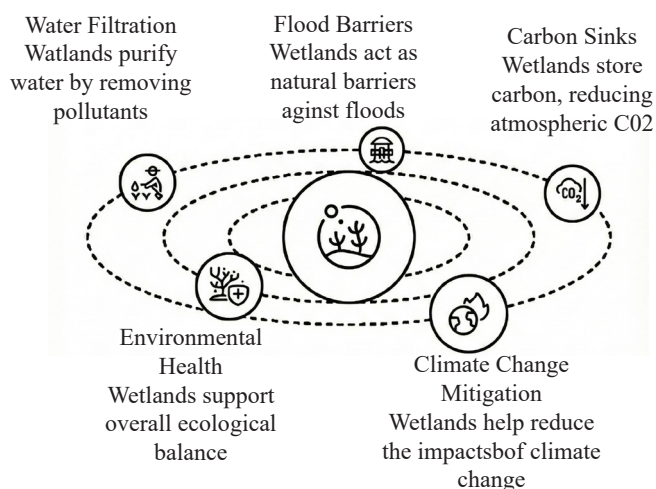 Water Filtration
Watlands purify
water by removing
pollutants
Flood Barriers
Wetlands act as
natural barriers
aginst floods
Carbon Sinks
Wetlands store
carbon, reducing
atmospheric C02
CO2
Environmental
Health
Wetlands support
overall ecological
balance
Climate Change
Mitigation
Wetlands help reduce
the impactsbof climate
change